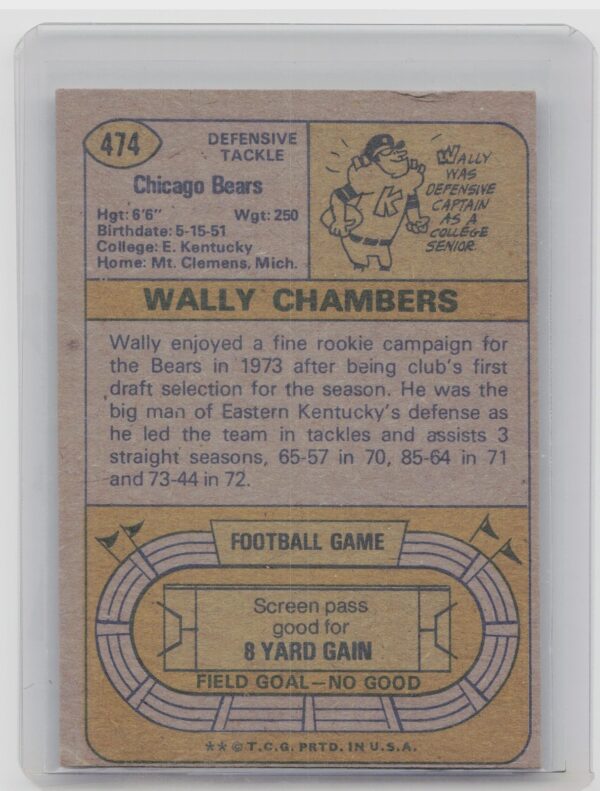 474
DEFENSIVE
TACKLE
Chicago Bears
Hgt: 6'6" Wgt: 250
Birthdate: 5-15-51
College: E. Kentucky
Home: Mt. Clemens, Mich.
K
WALLY
WAS
DEFENSIVE
CAPTAIN
AS A
COLLEGE
SENIOR.
WALLY CHAMBERS
Wally enjoyed a fine rookie campaign for
the Bears in 1973 after being club's first
draft selection for the season. He was the
big man of Eastern Kentucky's defense as
he led the team in tackles and assists 3
straight seasons, 65-57 in 70, 85-64 in 71
and 73-44 in 72.
FOOTBALL GAME
Screen pass
good for
8 YARD GAIN
FIELD GOAL—NO GOOD
** © T.C.G. PRTD. IN U.S.A.